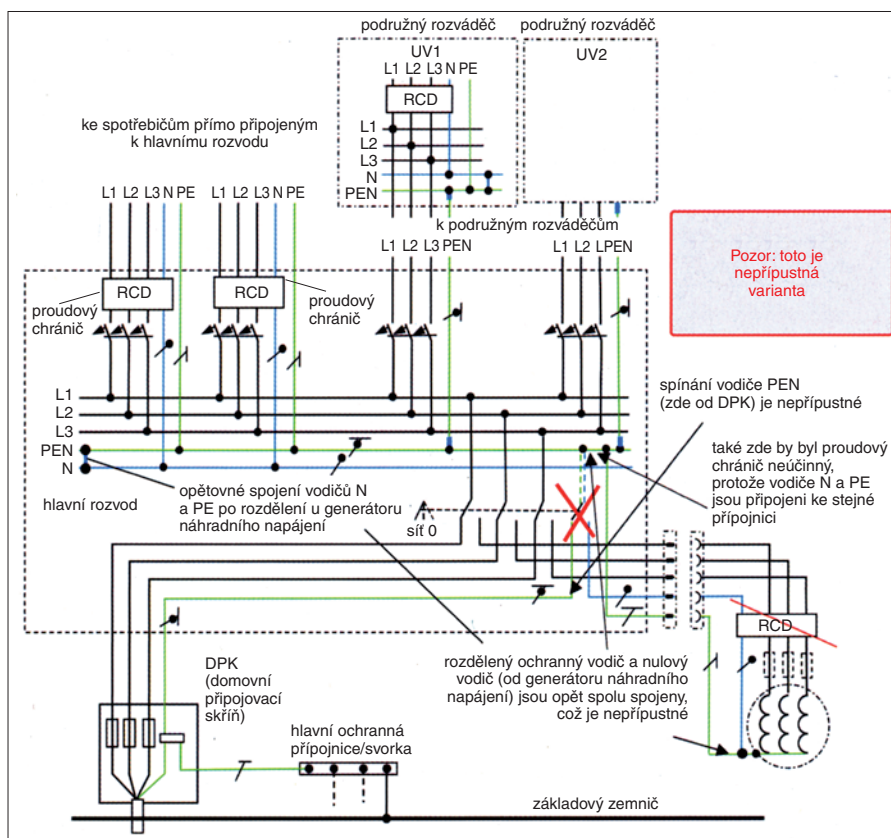 podružný rozváděč
podružný rozváděč
UV1
UV2
L1 L2 L3 N PE
RCD
L1
L2
L3
N
PEN
ke spotřebičům přímo připojeným
k hlavnímu rozvodu
L1 L2 L3 N PE
L1 L2 L3 N PE
k podružným rozváděčům
L1 L2 L3 PEN
L1 L2 LPEN
Pozor: toto je
nepřípustná
varianta
RCD
RCD
proudový
chránič
proudový
chránič
L1
L2
L3
PEN
N
spínání vodiče PEN
(zde od DPK) je nepřípustné
také zde by byl proudový
chránič neúčinný,
protože vodiče N a PE
jsou připojeni ke stejné
přípojnici
hlavní rozvod
opětovné spojení vodičů N
a PE po rozdělení u generátoru
náhradního napájení
síť 0
RCD
DPK
(domovní
připojovací
skříň)
rozdělený ochranný vodič a nulový
vodič (od generátoru náhradního
napájení) jsou opět spolu spojeny,
což je nepřípustné
hlavní ochranná
přípojnice/svorka
základový zemnič